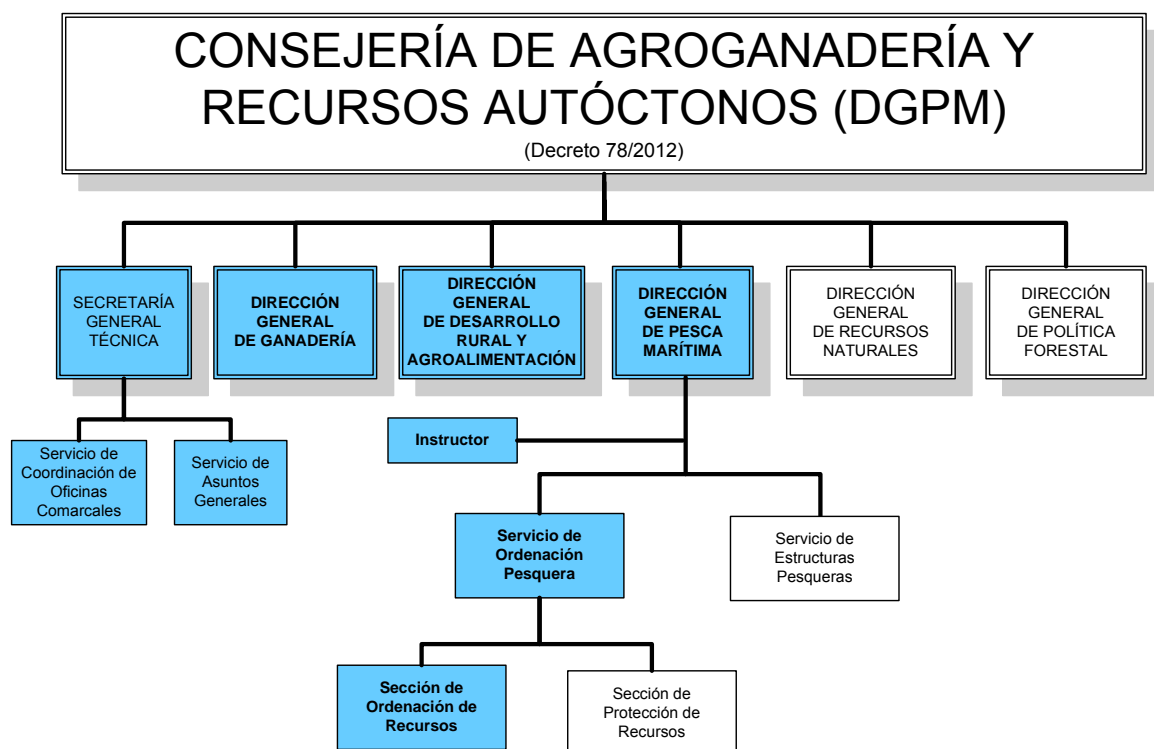 CONSEJERÍA DE AGROGANADERÍA Y
RECURSOS AUTÓCTONOS (DGPM)
(Decreto 78/2012)
SECRETARÍA
GENERAL
TÉCNICA
DIRECCIÓN
GENERAL
DE GANADERÍA
DIRECCIÓN
GENERAL
DE DESARROLLO
RURAL Y
AGROALIMENTACIÓN
DIRECCIÓN
GENERAL
DE PESCA
MARÍTIMA
DIRECCIÓN
GENERAL
DE RECURSOS
NATURALES
DIRECCIÓN
GENERAL
DE POLÍTICA
FORESTAL
Servicio de
Coordinación de
Oficinas
Comarcales
Servicio de
Asuntos
Generales
Instructor
Servicio de
Ordenación
Pesquera
Servicio de
Estructuras
Pesqueras
Sección de
Ordenación de
Recursos
Sección de
Protección de
Recursos